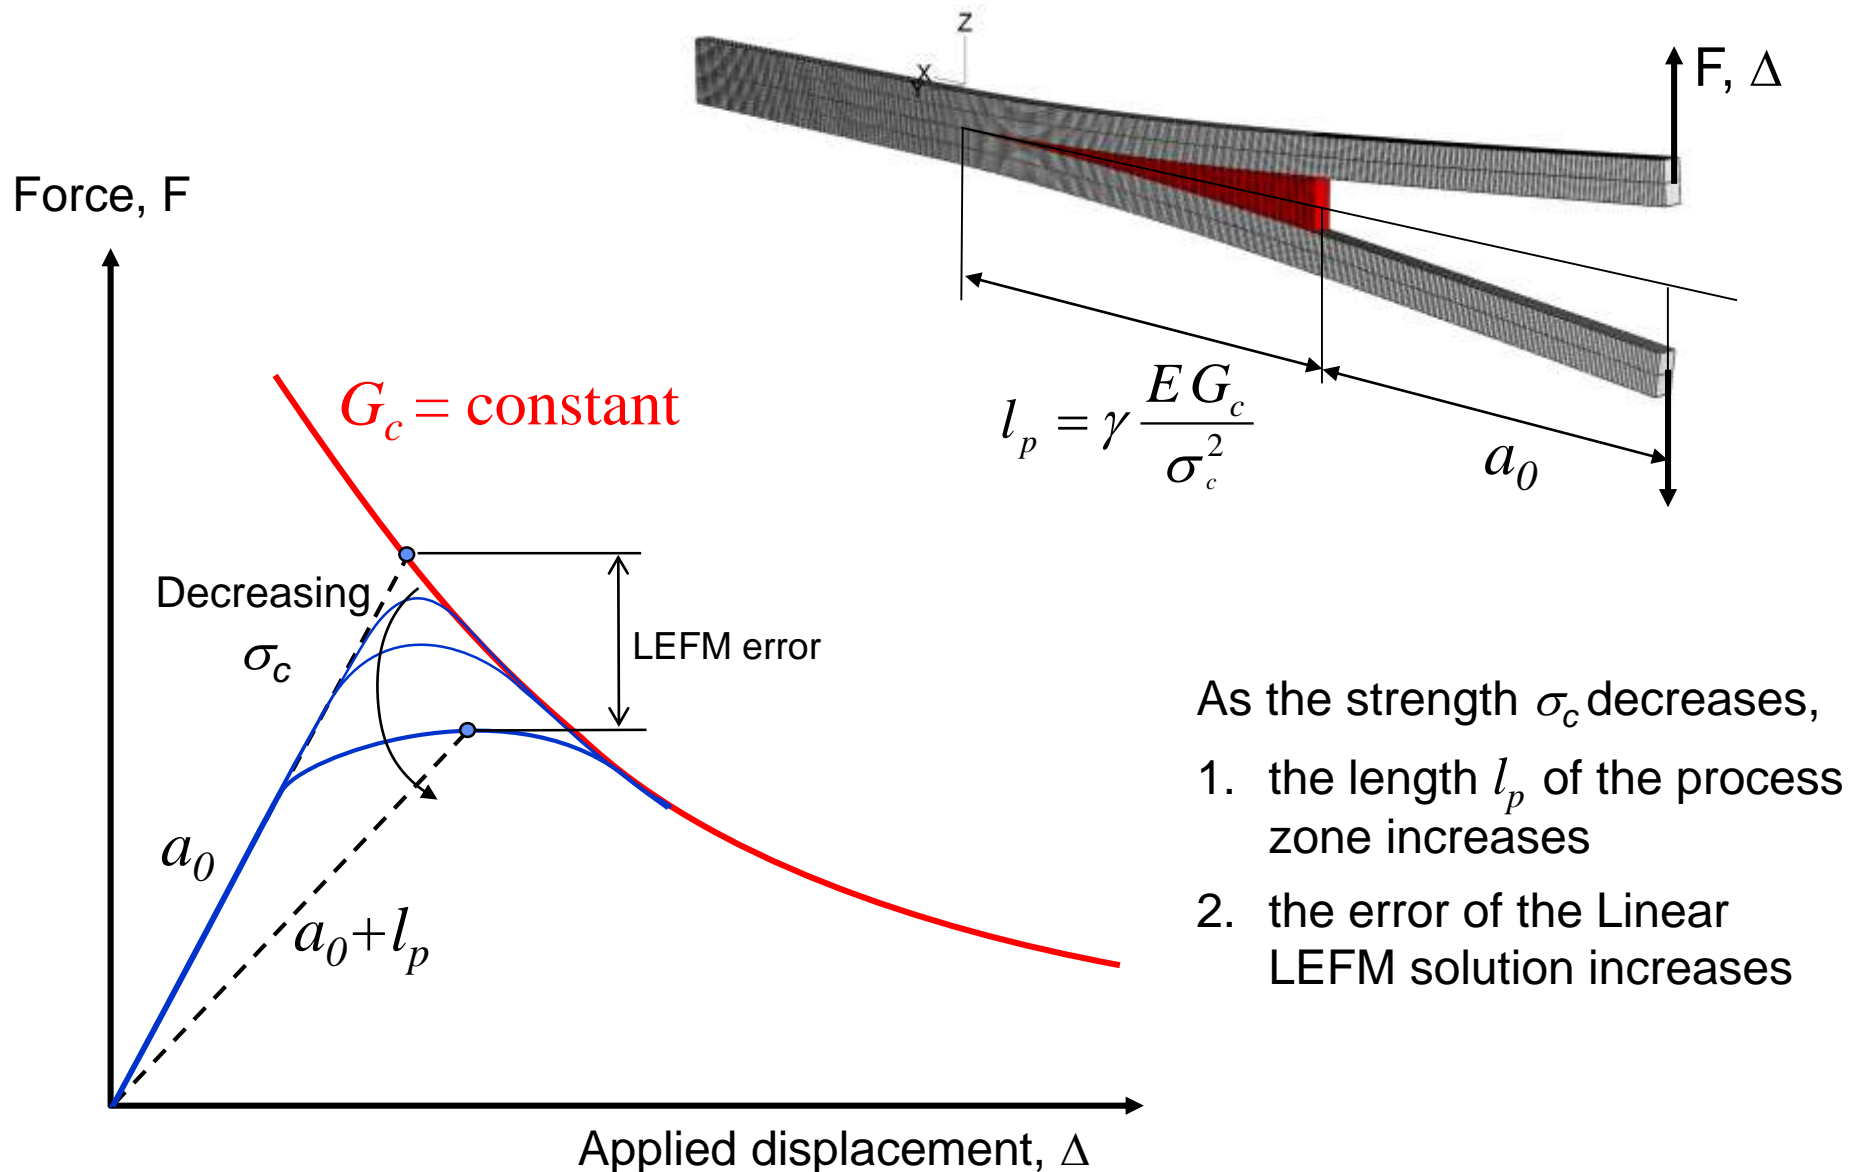 Z
X
Y
F, Δ
Force, F
G_c = constant
l_p = γ E G_c / σ_c^2
a_0
Decreasing
σ_c
LEFM error
a_0
a_0+l_p
As the strength σ_c decreases,
1. the length l_p of the process
zone increases
2. the error of the Linear
LEFM solution increases
Applied displacement, Δ